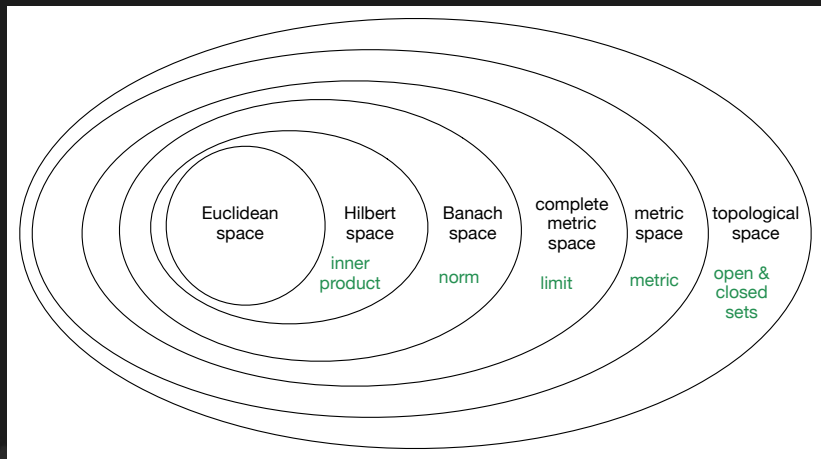 Euclidean
space
Hilbert
space
inner
product
Banach
space
norm
complete
metric
space
limit
metric
space
metric
topological
space
open &
closed
sets